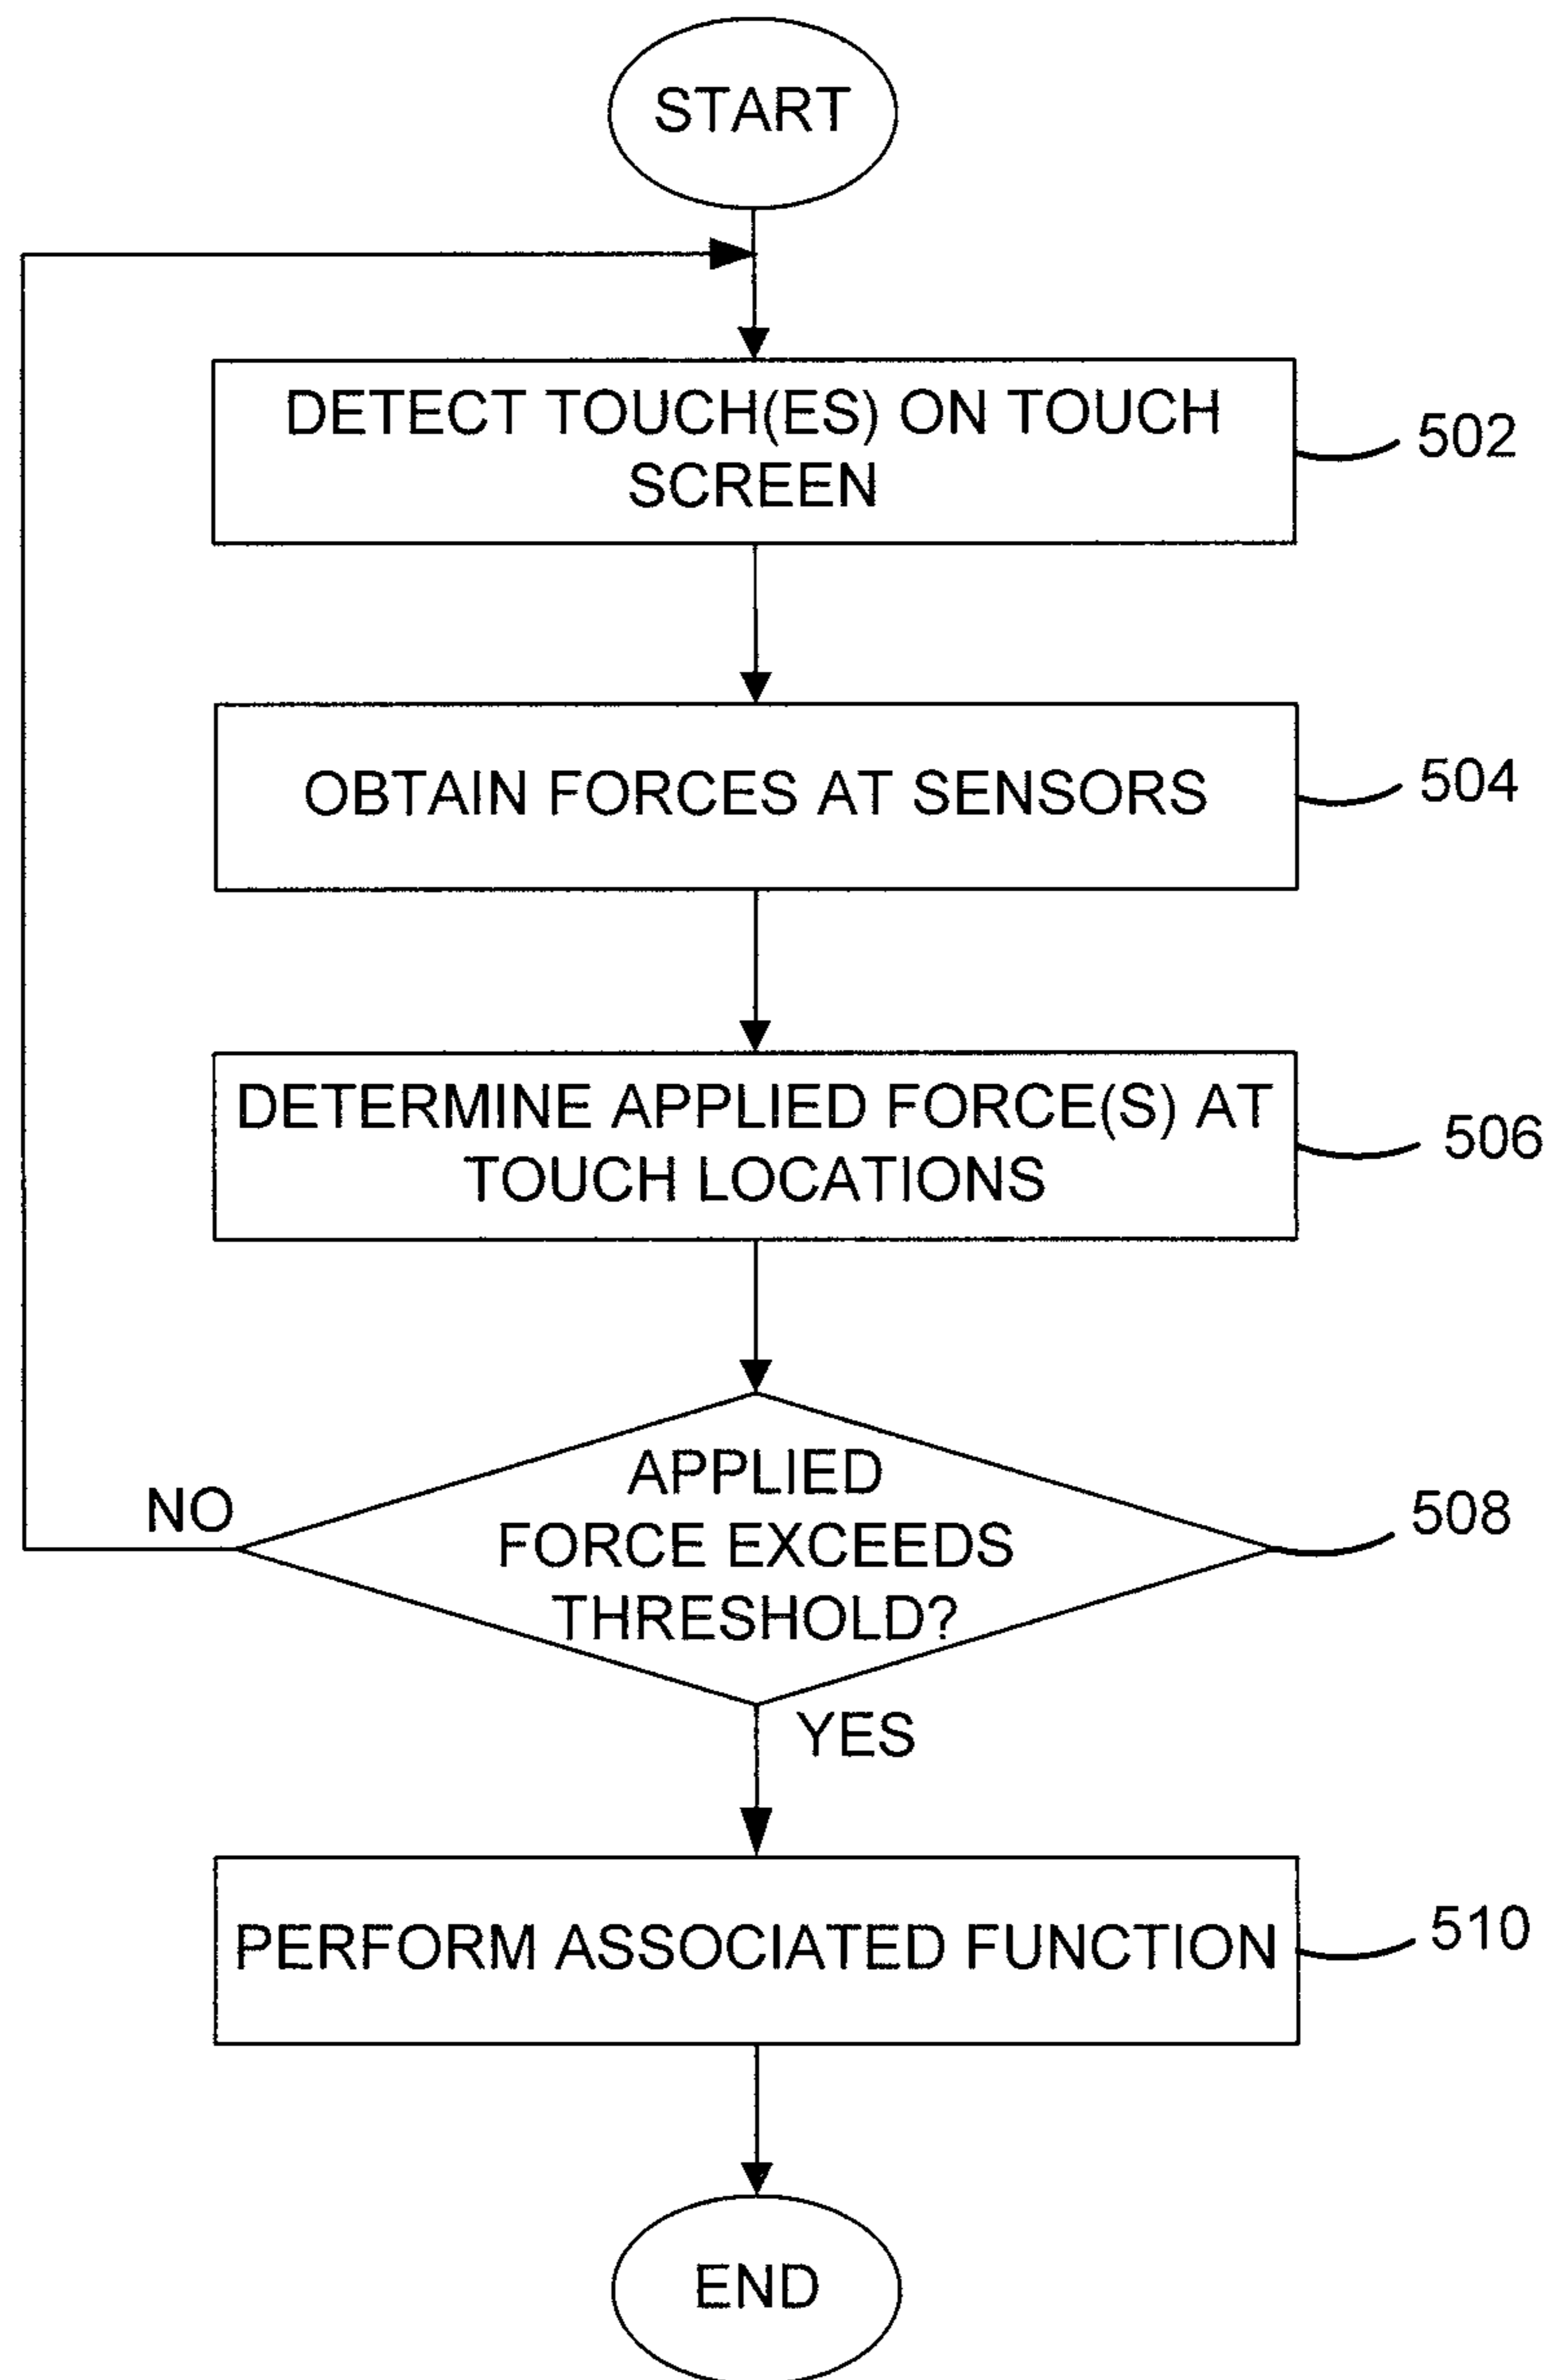 START
DETECT TOUCH(ES) ON TOUCH
SCREEN
502
OBTAIN FORCES AT SENSORS
504
DETERMINE APPLIED FORCE(S) AT
TOUCH LOCATIONS
506
APPLIED
FORCE EXCEEDS
THRESHOLD?
508
NO
YES
PERFORM ASSOCIATED FUNCTION
510
END